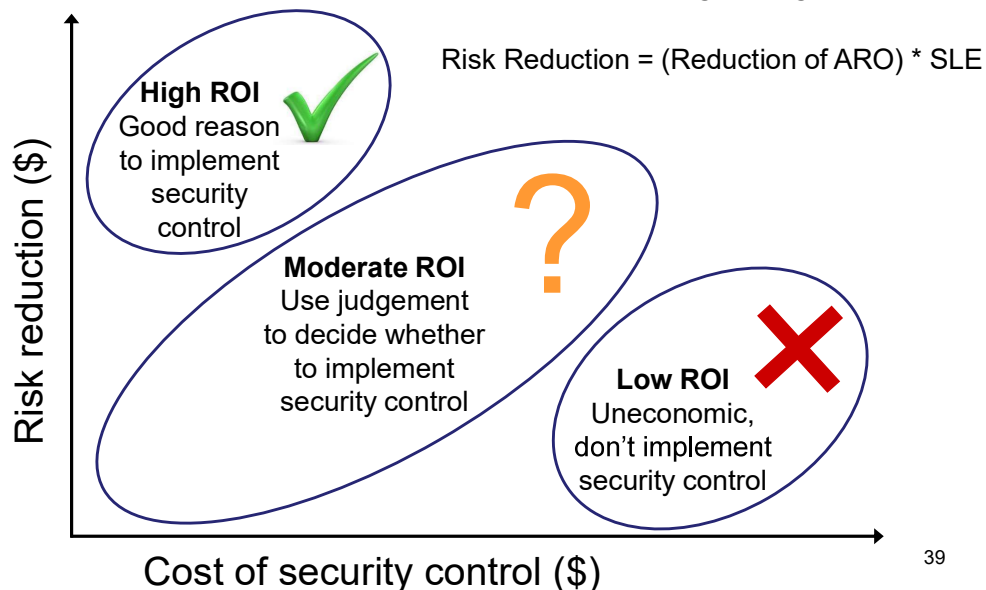 Risk Reduction = (Reduction of ARO) * SLE
High ROI
Good reason
to implement
security
control
?
Moderate ROI
Use judgement
to decide whether
to implement
security control
Low ROI
Uneconomic,
don't implement
security control
Risk reduction ($)
Cost of security control ($)
39